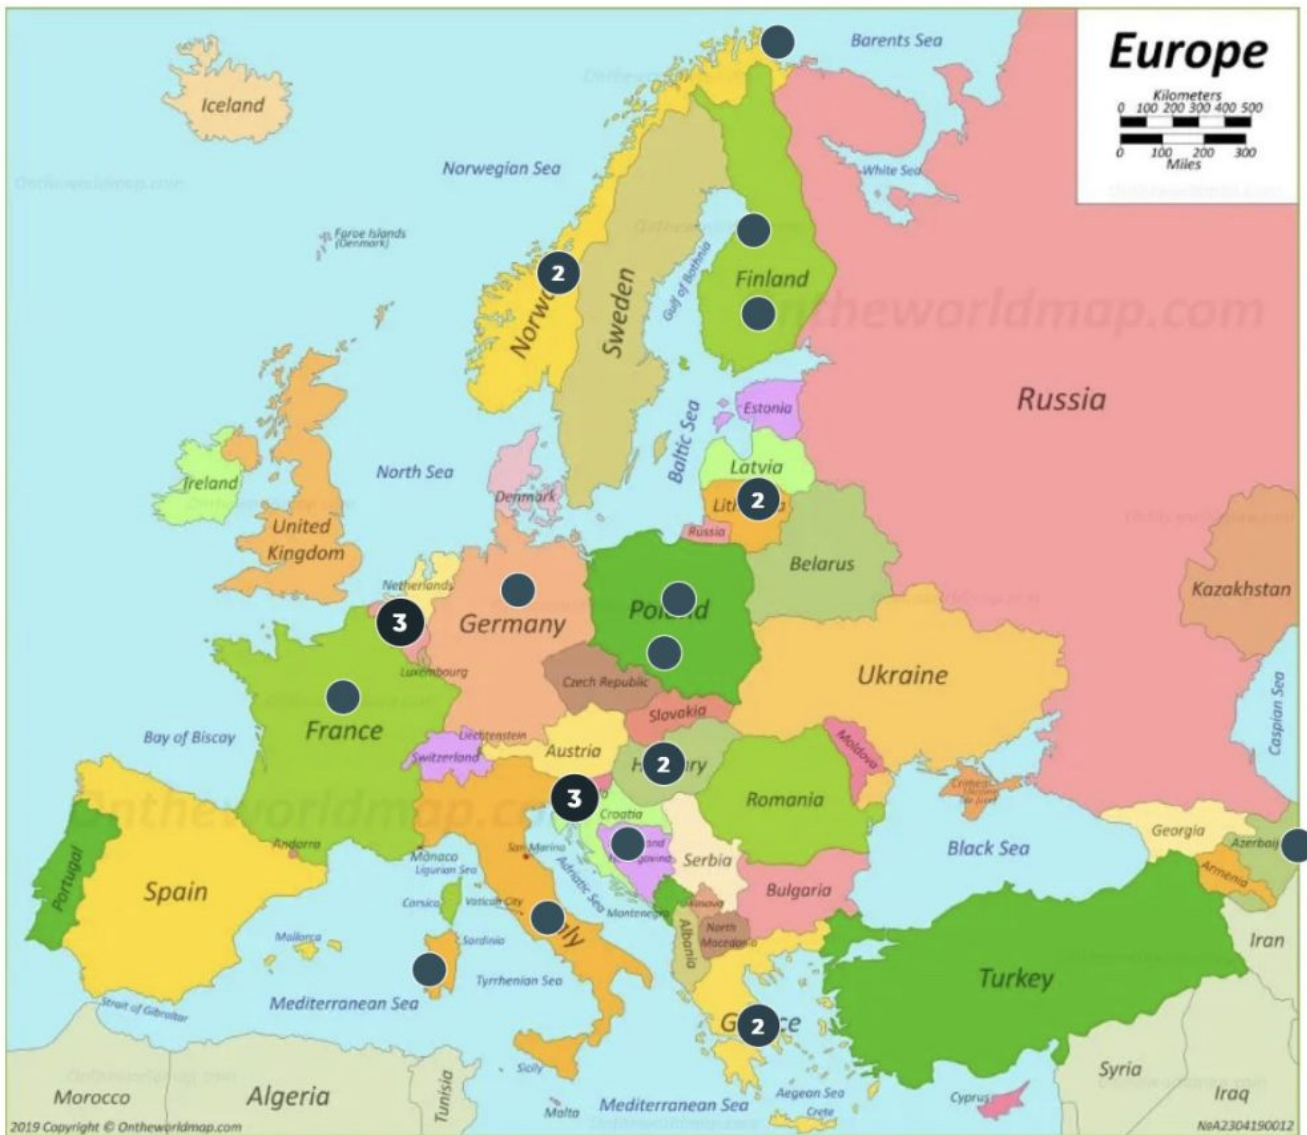 Europe
Kilometers
0 100 200 300 400 500
0 100 200 300
Miles
Barents Sea
Iceland
Norwegian Sea
White Sea
Ontheworldmap.com
Faroe Islands
(Denmark)
Gulf of Bothnia
Finland
2
Sweden
Russia
Estonia
Baltic Sea
Latvia
North Sea
Ireland
Denmark
2
United
Kingdom
Russia
Belarus
Netherlands
Kazakhstan
3
Germany
Luxembourg
Ukraine
Czech Republic
Slovakia
Caspian Sea
France
Bay of Biscay
Liechtenstein
Switzerland
Austria
Moldova
2
3
Romania
Croatia
Georgia
Andorra
Monaco
San Marino
Ligurian Sea
Adriatic Sea
Serbia
Black Sea
Armenia
Portugal
Spain
Corsica
Vatican City
Montenegro
Bulgaria
Albania
North
Macedonia
Mallorca
Sardinia
Iran
Tyrrhenian Sea
Turkey
Mediterranean Sea
Strait of Gibraltar
2
Sicily
Syria
Morocco
Algeria
Tunisia
Malta
Mediterranean Sea
Aegean Sea
Crete
Cyprus
Iraq
2019 Copyright © Ontheworldmap.com
№A2304190012